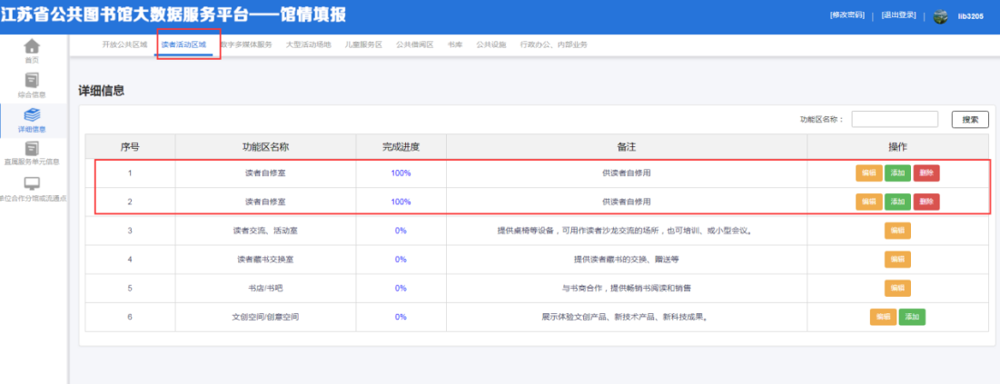 江苏省公共图书馆大数据服务平台——馆情填报
[修改密码] | [退出登录] | lib3205
首页
综合信息
详细信息
直属服务单元信息
单位合作分馆或流通点
开放公共区域 读者活动区域 数字多媒体服务 大型活动场地 儿童服务区 公共借阅区 书库 公共设施 行政办公、内部业务
详细信息
功能区名称： 搜索
序号 功能区名称 完成进度 备注 操作
1 读者自修室 100% 供读者自修用 编辑 添加 删除
2 读者自修室 100% 供读者自修用 编辑 添加 删除
3 读者交流、活动室 0% 提供桌椅等设备，可用作读者沙龙交流的场所，也可培训、或小型会议。 编辑
4 读者藏书交换室 0% 提供读者藏书的交换、赠送等 编辑
5 书店/书吧 0% 与书商合作，提供畅销书阅读和销售 编辑
6 文创空间/创意空间 0% 展示体验文创产品、新技术产品、新科技成果。 编辑 添加